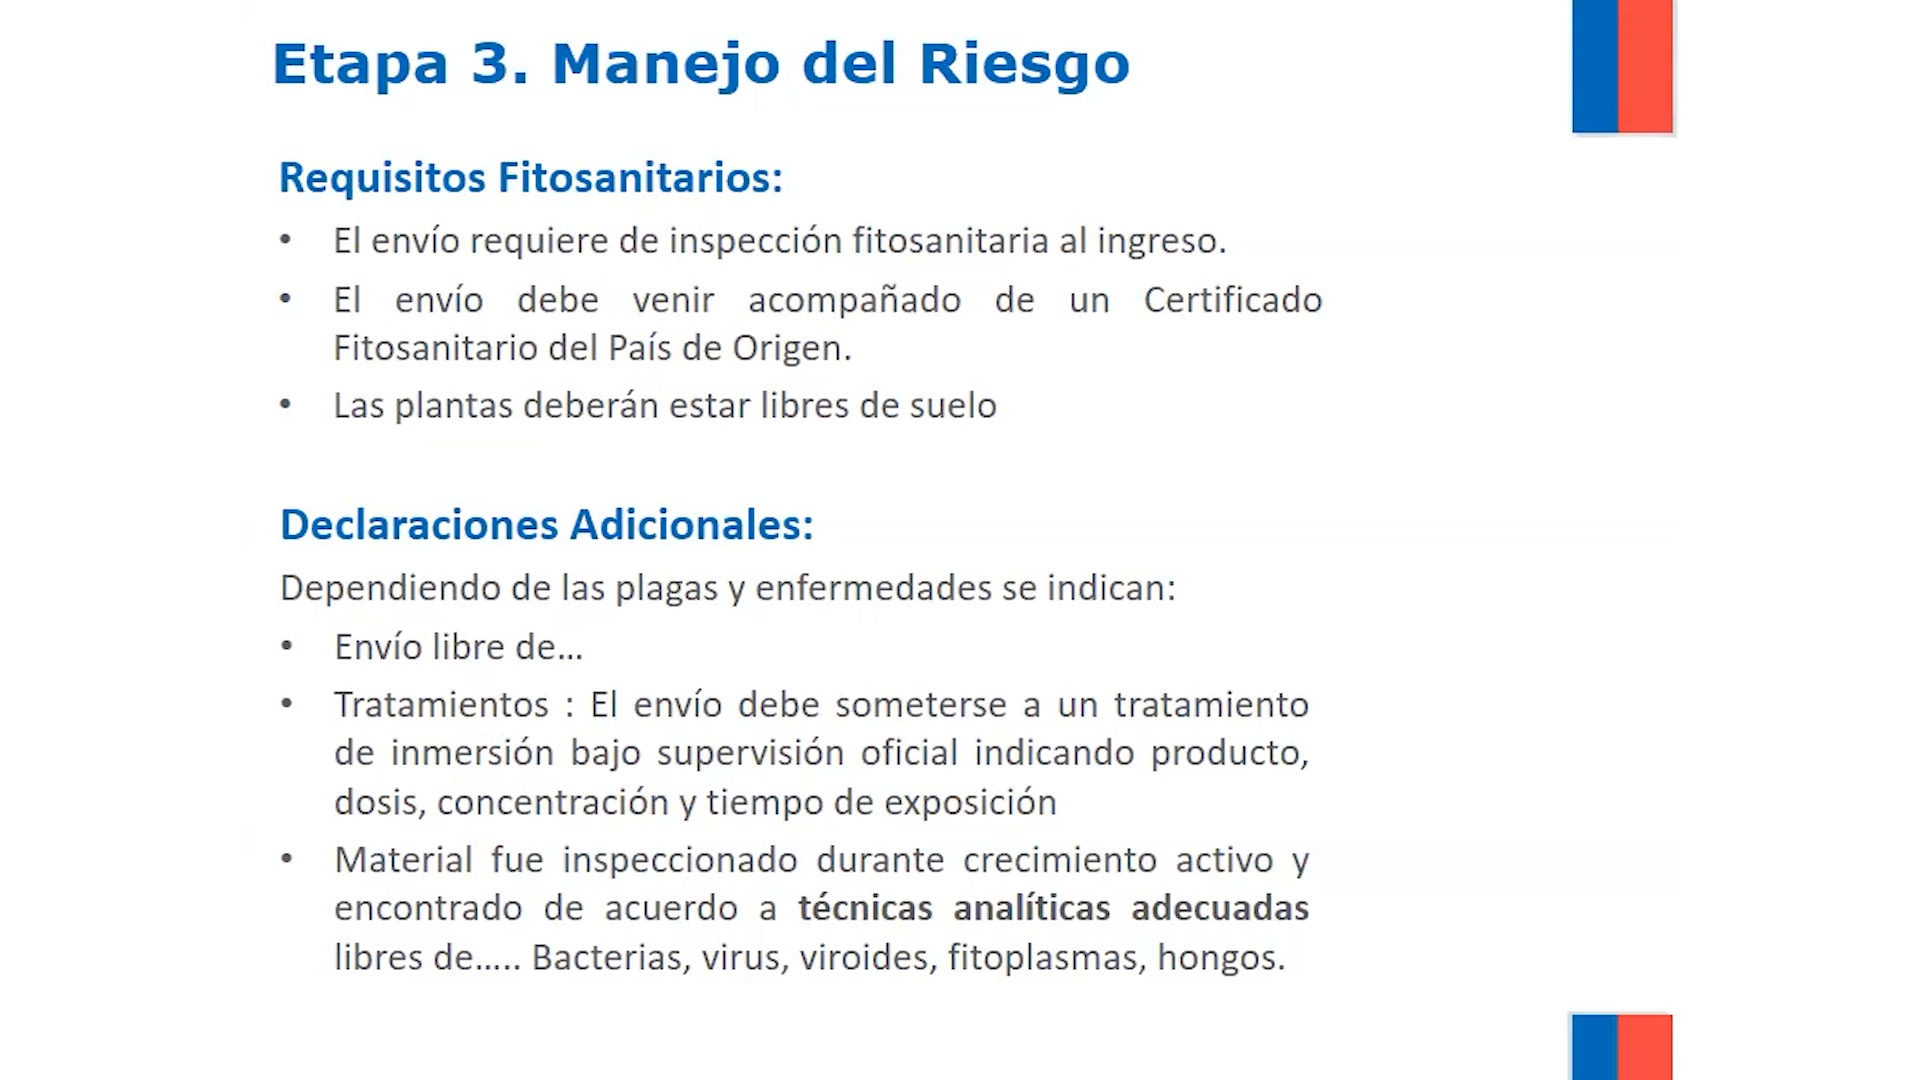 Etapa 3. Manejo del Riesgo
Requisitos Fitosanitarios:
• El envío requiere de inspección fitosanitaria al ingreso.
• El envío debe venir acompañado de un Certificado
Fitosanitario del País de Origen.
• Las plantas deberán estar libres de suelo
Declaraciones Adicionales:
Dependiendo de las plagas y enfermedades se indican:
• Envío libre de...
• Tratamientos : El envío debe someterse a un tratamiento
de inmersión bajo supervisión oficial indicando producto,
dosis, concentración y tiempo de exposición
• Material fue inspeccionado durante crecimiento activo y
encontrado de acuerdo a técnicas analíticas adecuadas
libres de….. Bacterias, virus, viroides, fitoplasmas, hongos.